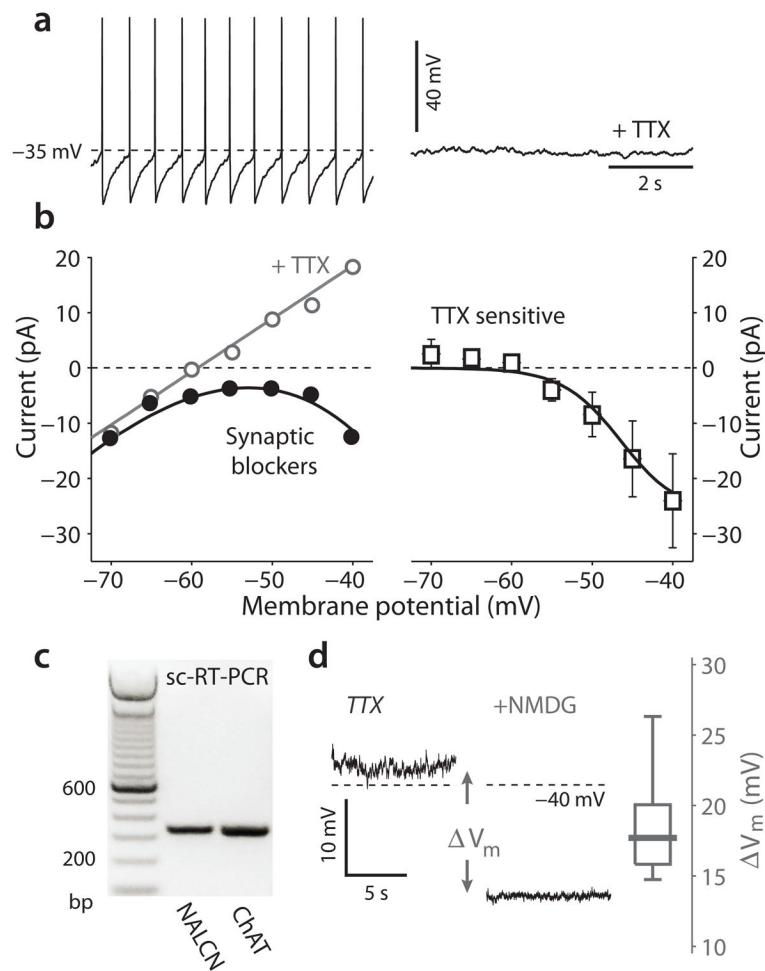 a
−35 mV
40 mV
+ TTX
2 s
b
20
10
0
−10
−20
−30
Current (pA)
+ TTX
Synaptic
blockers
−70
−60
−50
−40
TTX sensitive
20
10
0
−10
−20
−30
Current (pA)
−70
−60
−50
−40
Membrane potential (mV)
c
sc-RT-PCR
600
200
bp
NALCN
ChAT
d
TTX
+NMDG
−40 mV
10 mV
5 s
Δ Vm
30
25
20
15
10
ΔVm (mV)